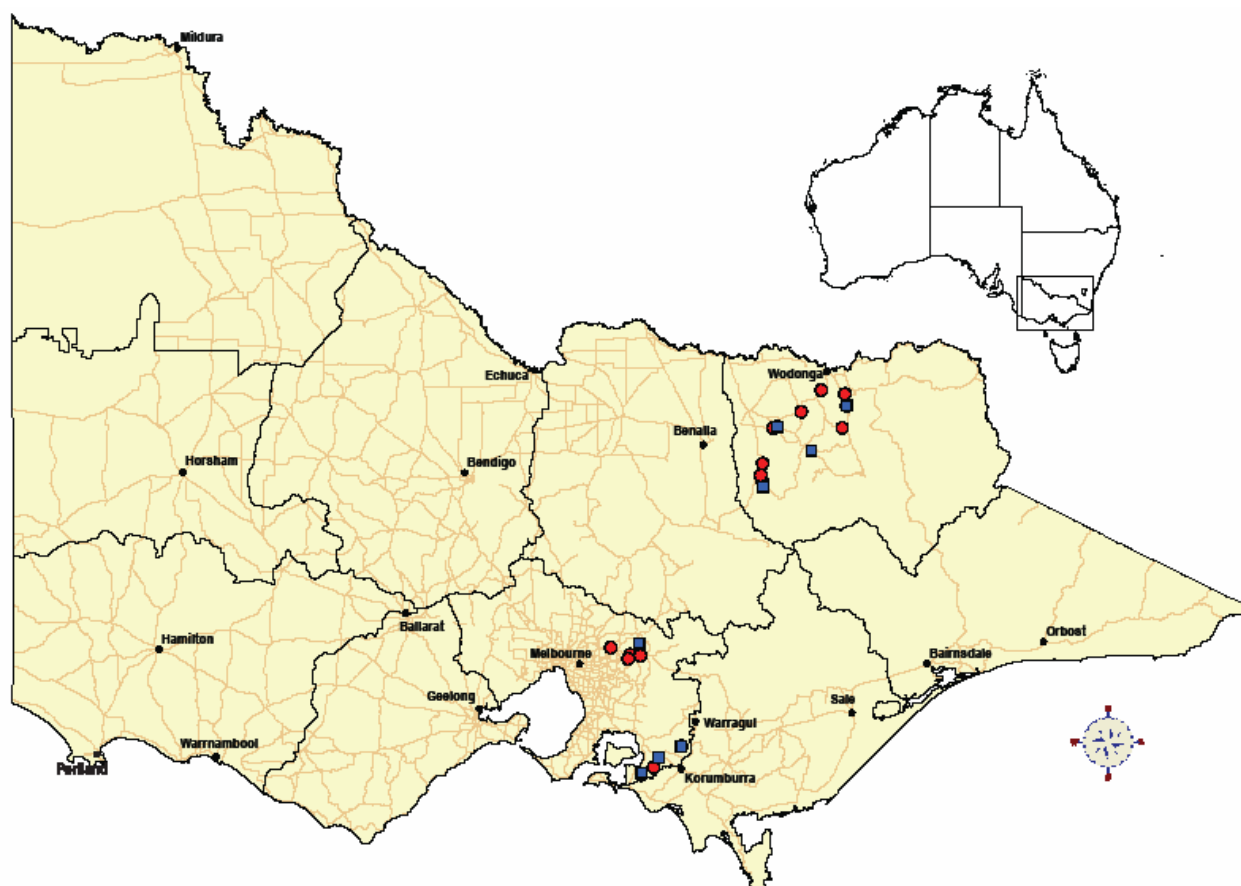 Mildura
Echuca
Wodonga
Benalla
Horsham
Bendigo
Ballarat
Hamilton
Melbourne
Orbost
Bairnsdale
Geelong
Sale
Warragul
Warrnambool
Portland
Korumburra